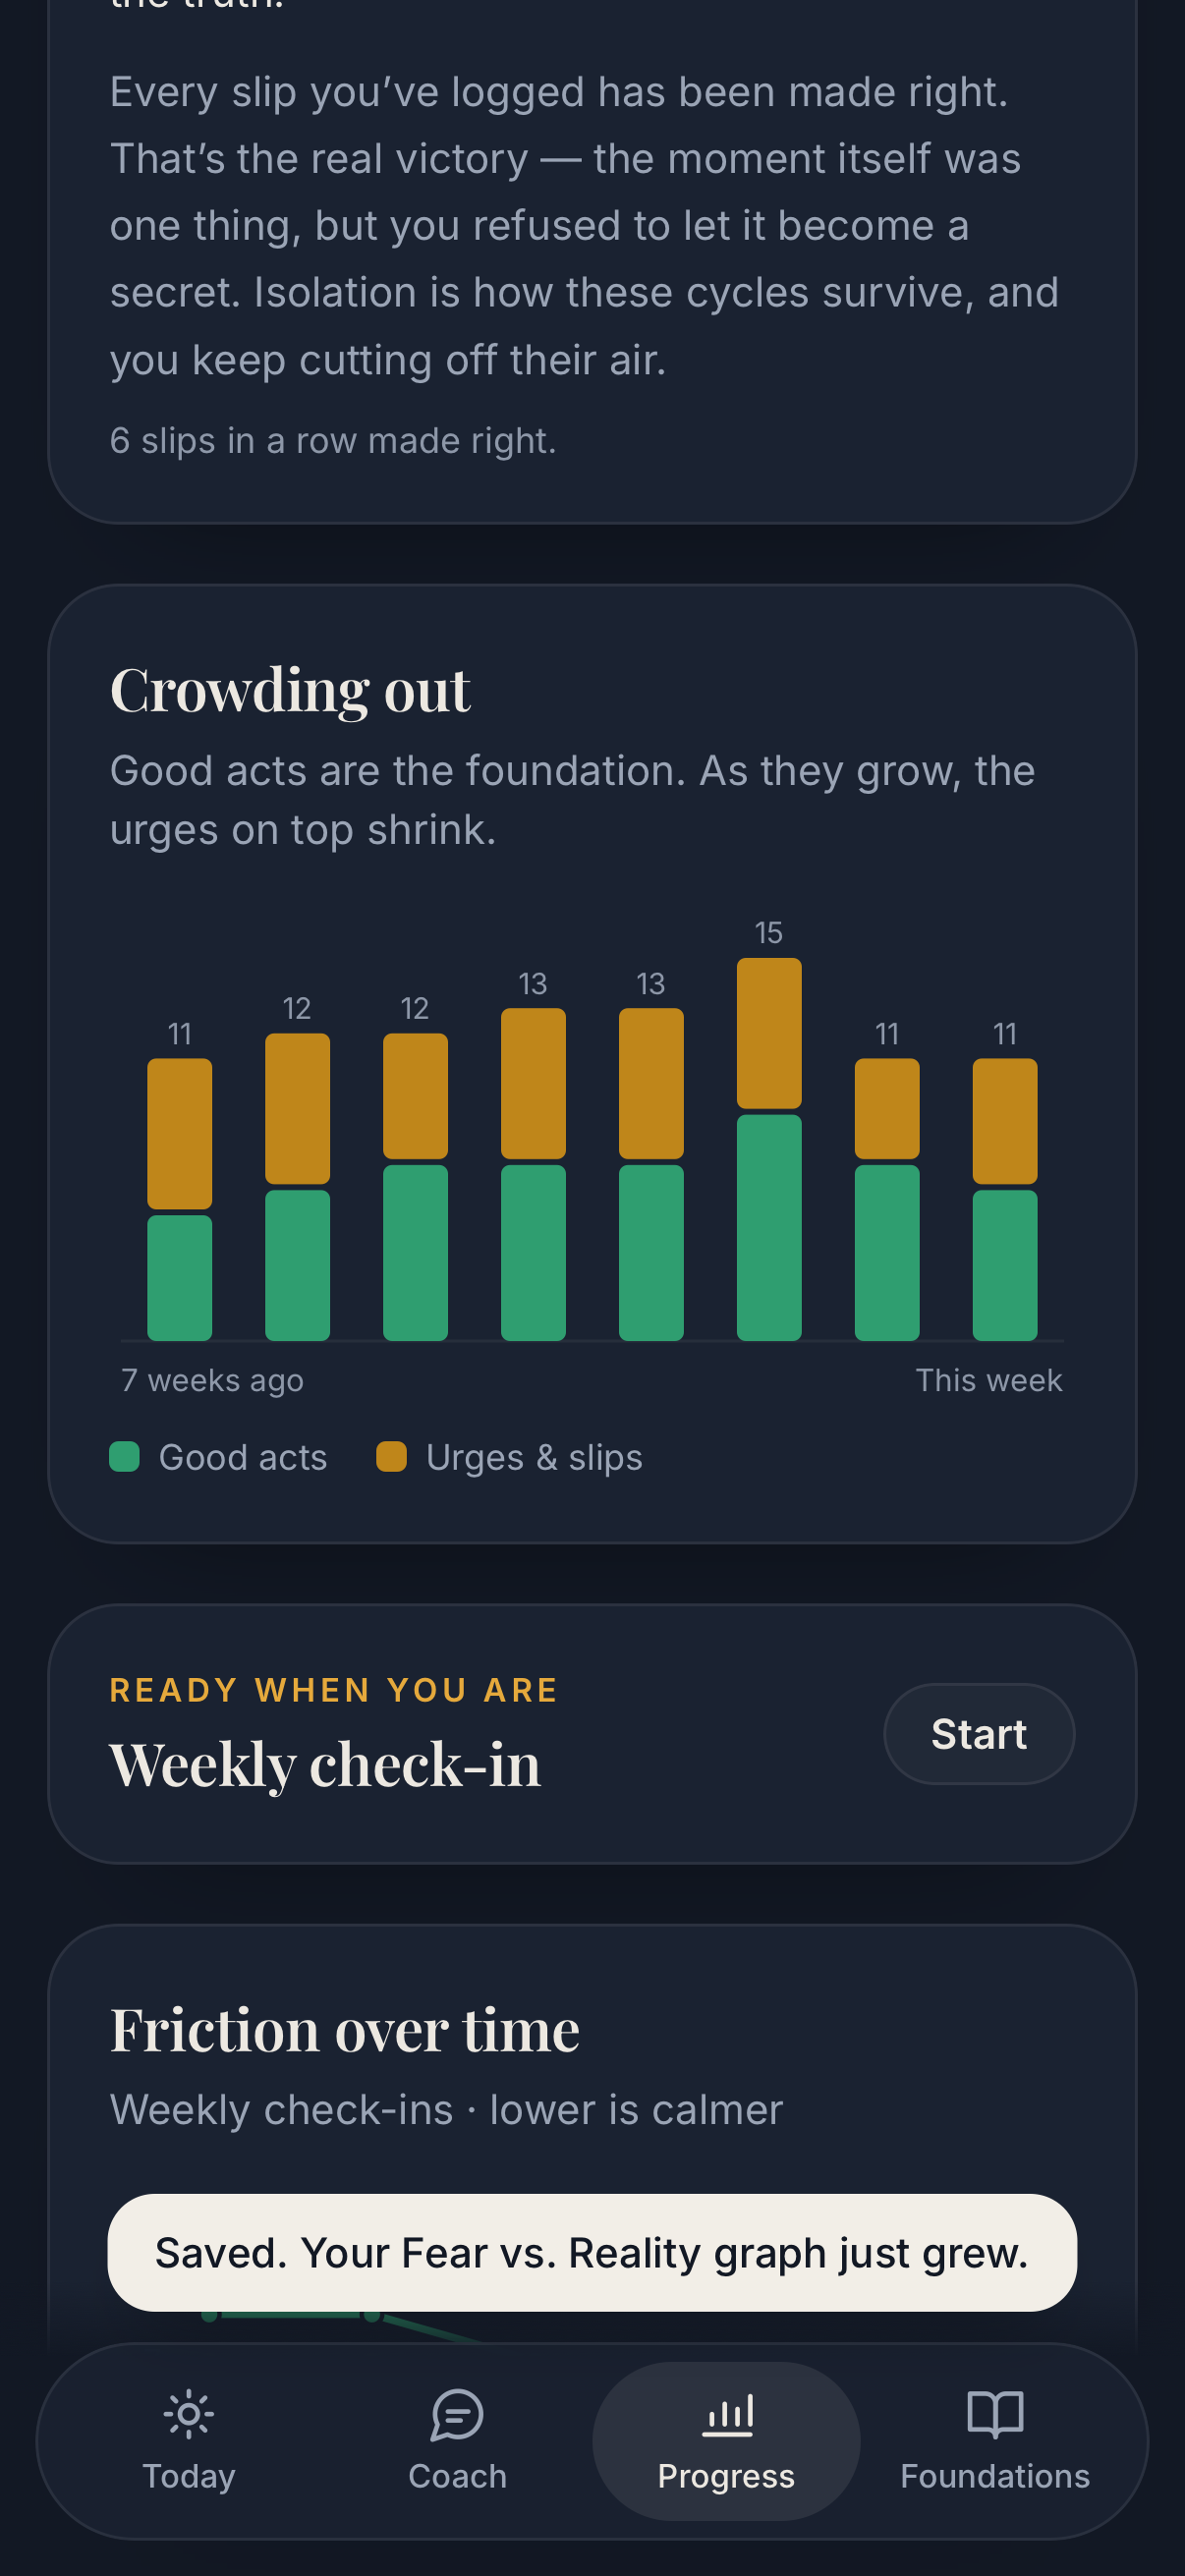 the truth.
Every slip you’ve logged has been made right.
That’s the real victory — the moment itself was
one thing, but you refused to let it become a
secret. Isolation is how these cycles survive, and
you keep cutting off their air.
6 slips in a row made right.
Crowding out
Good acts are the foundation. As they grow, the
urges on top shrink.
11 12 12 13 13 15 11 11
7 weeks ago This week
Good acts Urges & slips
READY WHEN YOU ARE
Weekly check-in
Start
Friction over time
Weekly check-ins · lower is calmer
Saved. Your Fear vs. Reality graph just grew.
Today Coach Progress Foundations